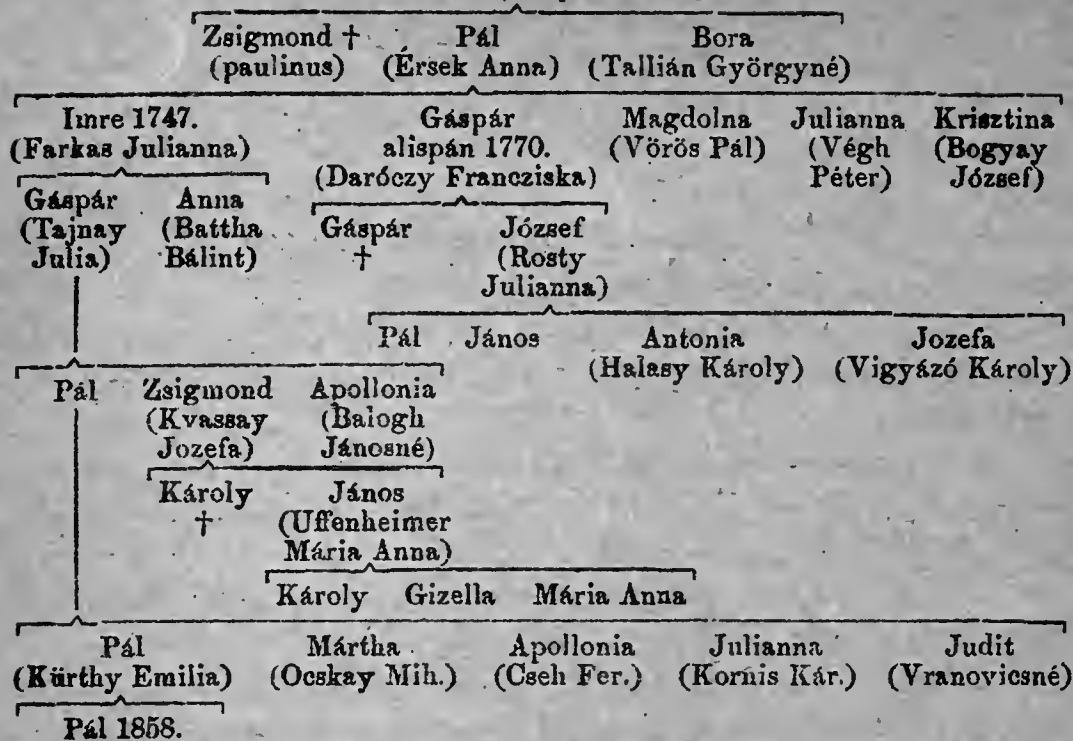 Zsigmond † Pál Bora
(paulinus) (Érsek Anna) (Tallián Györgyné)
Imre 1747. Gáspár Magdolna Julianna Krisztina
(Farkas Julianna) alispán 1770. (Vörös Pál) (Végh (Bogyay
(Daróczy Francziska) Péter) József)
Gáspár Anna
(Tajnay (Battha Gáspár József
Julia) Bálint) † (Rosty
Julianna)
Pál János Antonia Jozefa
(Halasy Károly) (Vigyázó Károly)
Pál Zsigmond Apollonia
(Kvassay (Balogh
Jozefa) Jánosné)
Károly János
† (Uffenheimer
Mária Anna)
Károly Gizella Mária Anna
Pál Mártha Apollonia Julianna Judit
(Kürthy Emilia) (Ocskay Mih.) (Cseh Fer.) (Kornis Kár.) (Vranovicsné)
Pál 1858.